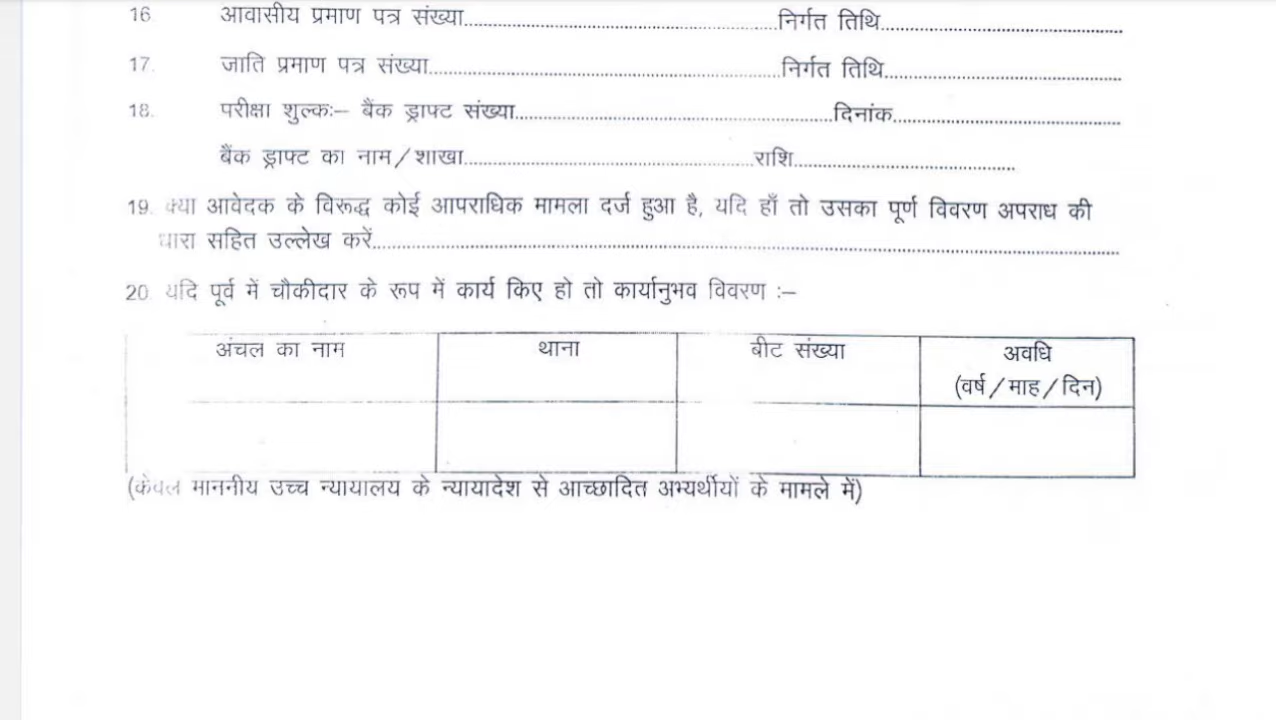 16. आवासीय प्रमाण पत्र संख्या....................निर्गत तिथि....................
17. जाति प्रमाण पत्र संख्या....................निर्गत तिथि....................
18. परीक्षा शुल्कः– बैंक ड्राफ्ट संख्या....................दिनांक....................
बैंक ड्राफ्ट का नाम/शाखा....................राशि....................
19. क्या आवेदक के विरूद्ध कोई आपराधिक मामला दर्ज हुआ है, यदि हाँ तो उसका पूर्ण विवरण अपराध की
धारा सहित उल्लेख करें....................
20. यदि पूर्व में चौकीदार के रूप में कार्य किए हो तो कार्यानुभव विवरण :–
अंचल का नाम थाना बीट संख्या अवधि
(वर्ष/माह/दिन)
(केवल माननीय उच्च न्यायालय के न्यायादेश से आच्छादित अभ्यर्थीयों के मामले में)